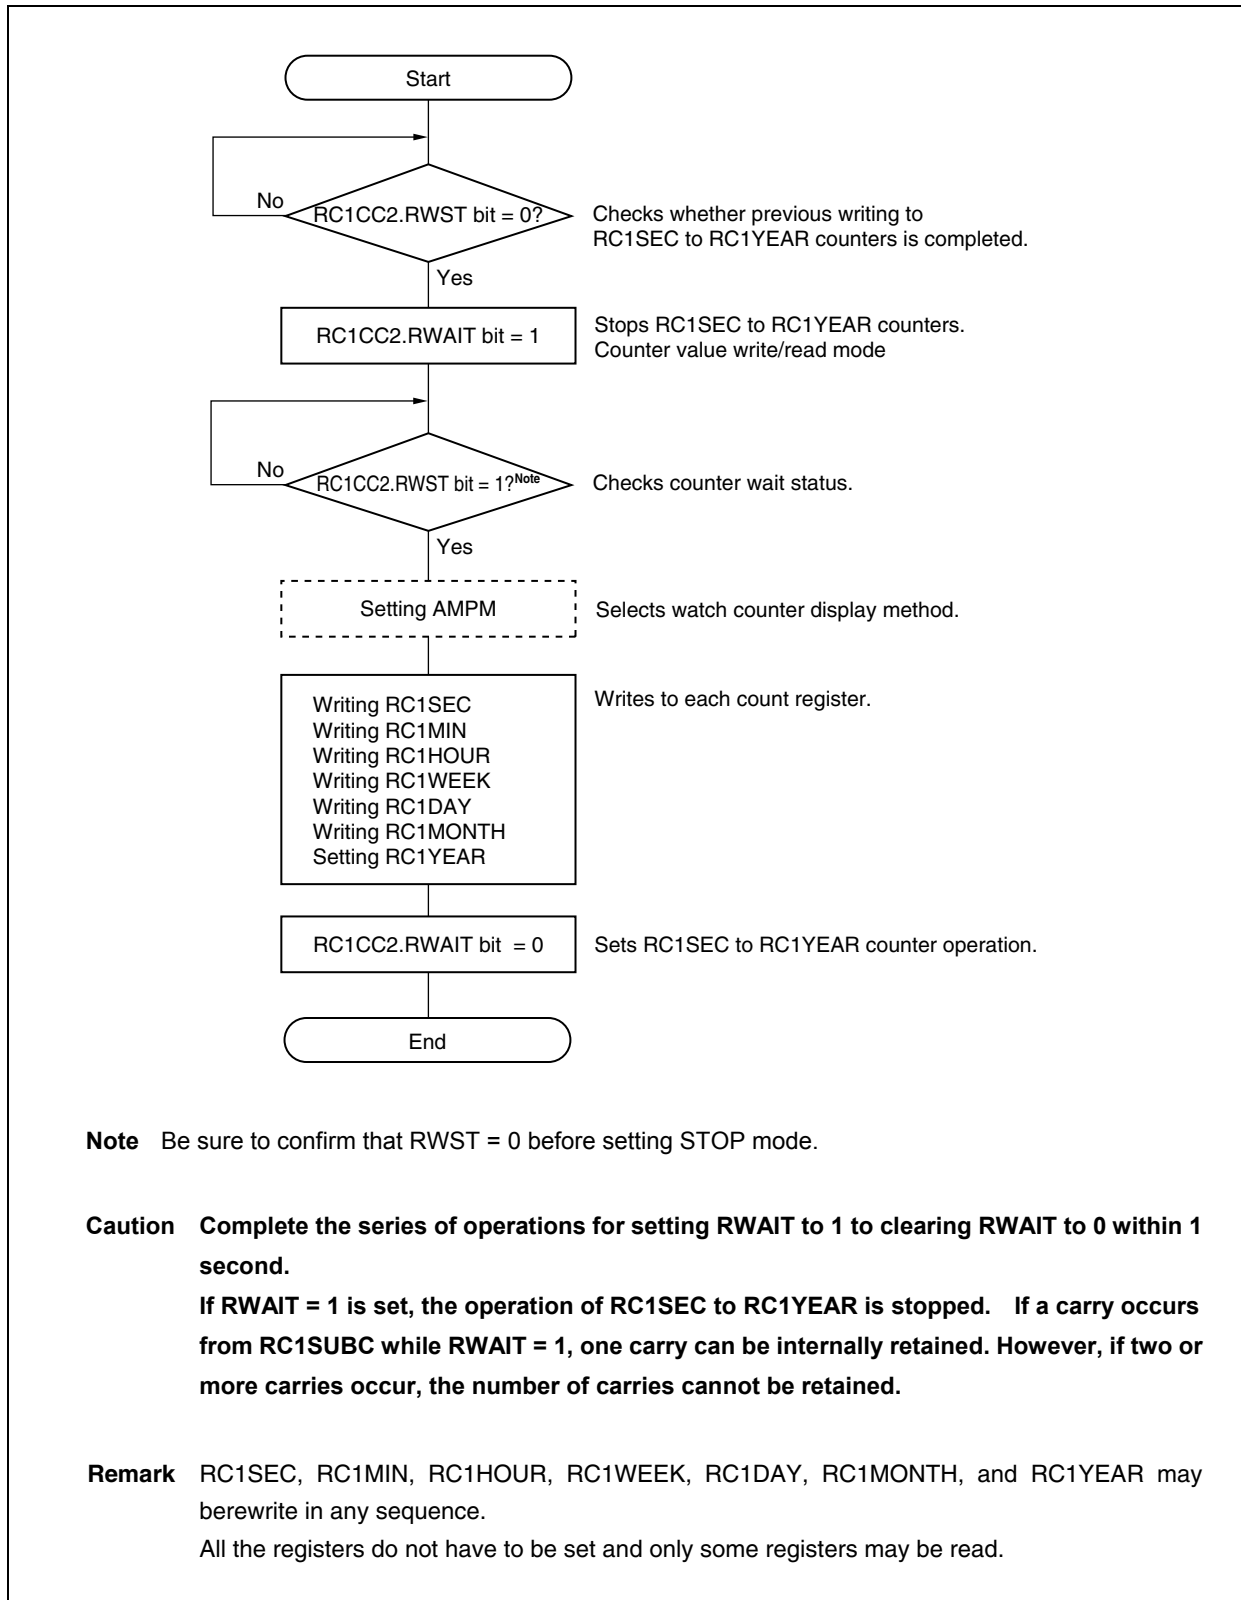 Start
No
RC1CC2.RWST bit = 0?
Checks whether previous writing to
RC1SEC to RC1YEAR counters is completed.
Yes
RC1CC2.RWAIT bit = 1
Stops RC1SEC to RC1YEAR counters.
Counter value write/read mode
No
RC1CC2.RWST bit = 1?Note
Checks counter wait status.
Yes
Setting AMPM
Selects watch counter display method.
Writing RC1SEC
Writing RC1MIN
Writing RC1HOUR
Writing RC1WEEK
Writing RC1DAY
Writing RC1MONTH
Setting RC1YEAR
Writes to each count register.
RC1CC2.RWAIT bit = 0
Sets RC1SEC to RC1YEAR counter operation.
End
Note Be sure to confirm that RWST = 0 before setting STOP mode.
Caution Complete the series of operations for setting RWAIT to 1 to clearing RWAIT to 0 within 1
second.
If RWAIT = 1 is set, the operation of RC1SEC to RC1YEAR is stopped. If a carry occurs
from RC1SUBC while RWAIT = 1, one carry can be internally retained. However, if two or
more carries occur, the number of carries cannot be retained.
Remark RC1SEC, RC1MIN, RC1HOUR, RC1WEEK, RC1DAY, RC1MONTH, and RC1YEAR may
berewrite in any sequence.
All the registers do not have to be set and only some registers may be read.